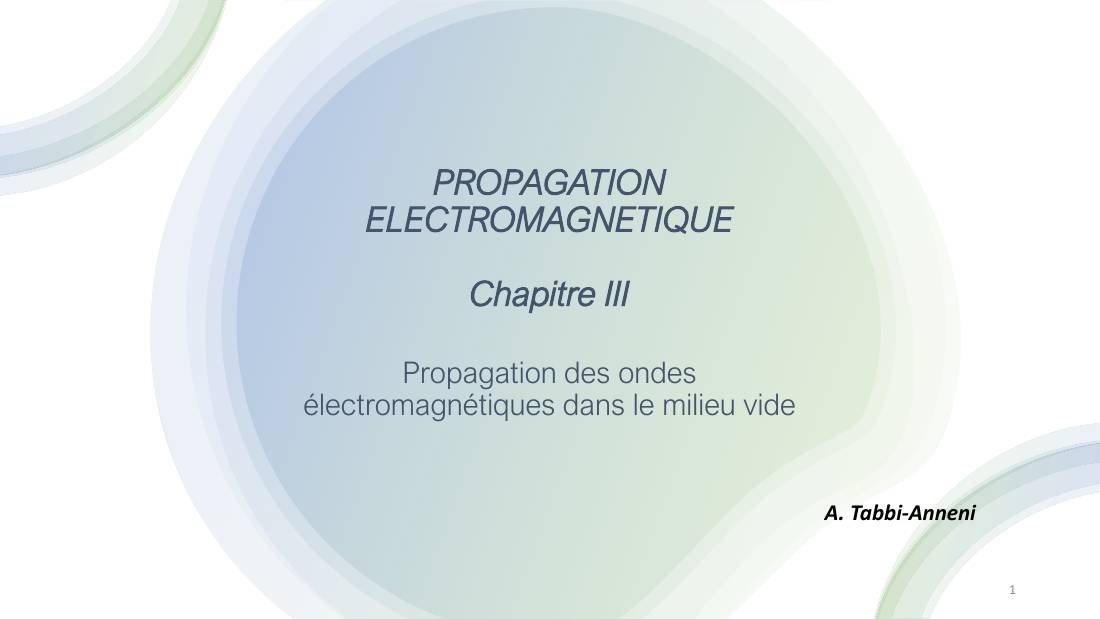 PROPAGATION
ELECTROMAGNETIQUE
Chapitre III
Propagation des ondes
électromagnétiques dans le milieu vide
A. Tabbi-Anneni
1